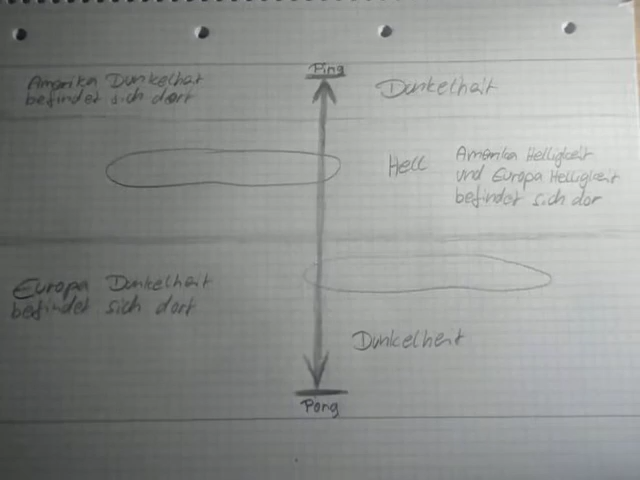 Ping
Amerika Dunkelheit
befindet sich dort
Dunkelheit
Hell
Amerika Helligkeit
und Europa Helligkeit
befindet sich dor
Europa Dunkelheit
befindet sich dort
Dunkelheit
Pong